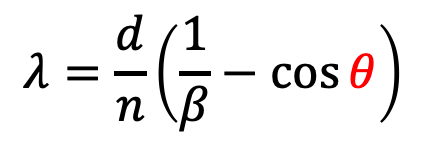 λ = d/n (1/β − cos θ)